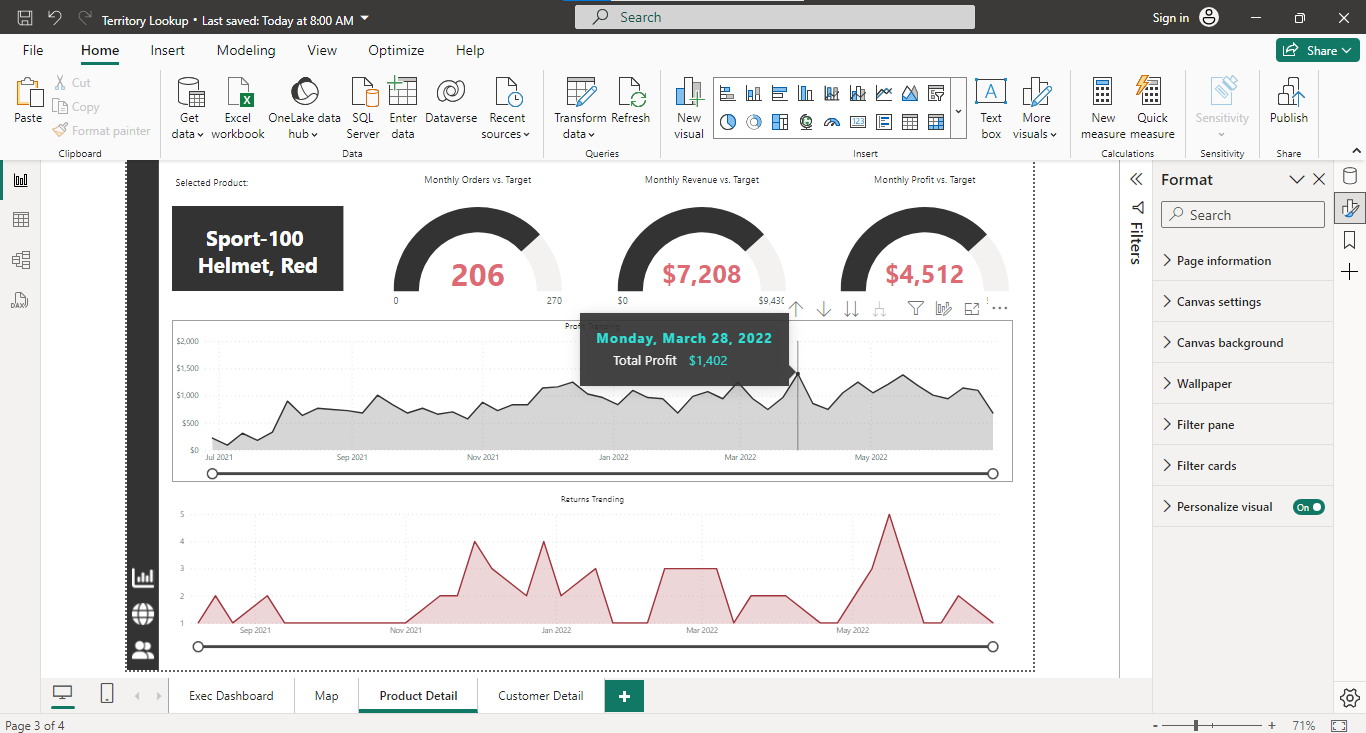 Territory Lookup • Last saved: Today at 8:00 AM
Search
Sign in
File
Home
Insert
Modeling
View
Optimize
Help
Share
Paste
Cut
Copy
Format painter
Clipboard
Get data
Excel workbook
OneLake data hub
SQL Server
Enter data
Dataverse
Recent sources
Data
Transform data
Refresh
Queries
New visual
123
A
Text box
More visuals
Insert
New measure
Quick measure
Calculations
Sensitivity
Sensitivity
Publish
Share
DAX
Selected Product:
Sport-100
Helmet, Red
Monthly Orders vs. Target
206
0
270
Monthly Revenue vs. Target
$7,208
$0
$9,430
Monthly Profit vs. Target
$4,512
Profit Trending
Monday, March 28, 2022
Total Profit $1,402
$2,000
$1,500
$1,000
$500
$0
Jul 2021
Sep 2021
Nov 2021
Jan 2022
Mar 2022
May 2022
Returns Trending
5
4
3
2
1
Sep 2021
Nov 2021
Jan 2022
Mar 2022
May 2022
Filters
Format
Search
Page information
Canvas settings
Canvas background
Wallpaper
Filter pane
Filter cards
Personalize visual
On
Exec Dashboard
Map
Product Detail
Customer Detail
Page 3 of 4
- +
71%